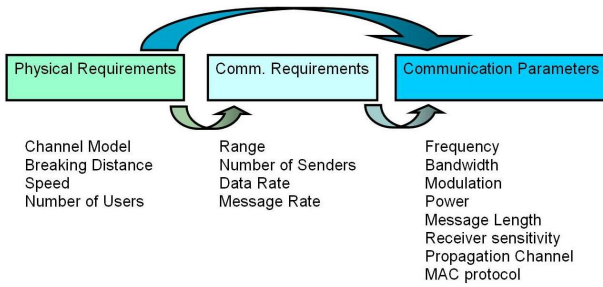 Physical Requirements
Comm. Requirements
Communication Parameters
Channel Model
Breaking Distance
Speed
Number of Users
Range
Number of Senders
Data Rate
Message Rate
Frequency
Bandwidth
Modulation
Power
Message Length
Receiver sensitivity
Propagation Channel
MAC protocol